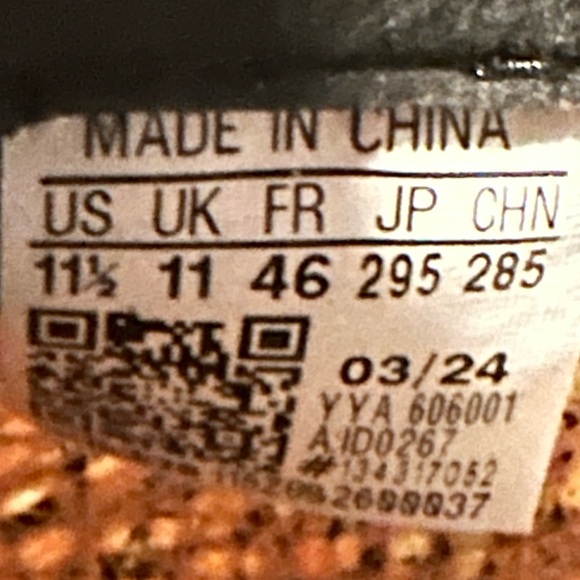 MADE IN CHINA
US UK FR JP CHN
11½ 11 46 295 285
03/24
YYA 606001
AID0267
#134317052